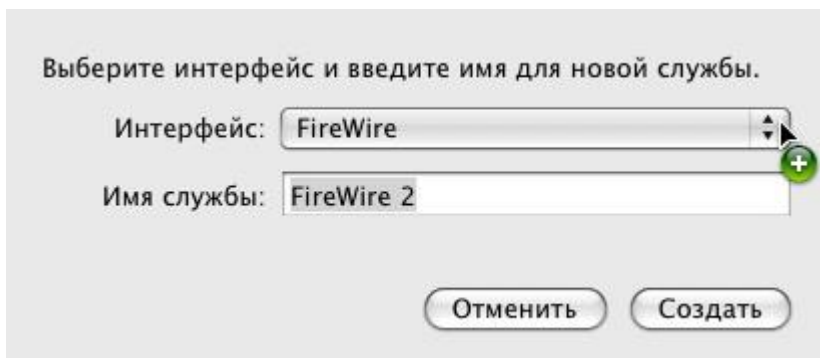 Выберите интерфейс и введите имя для новой службы.
Интерфейс: FireWire
Имя службы: FireWire 2
Отменить Создать